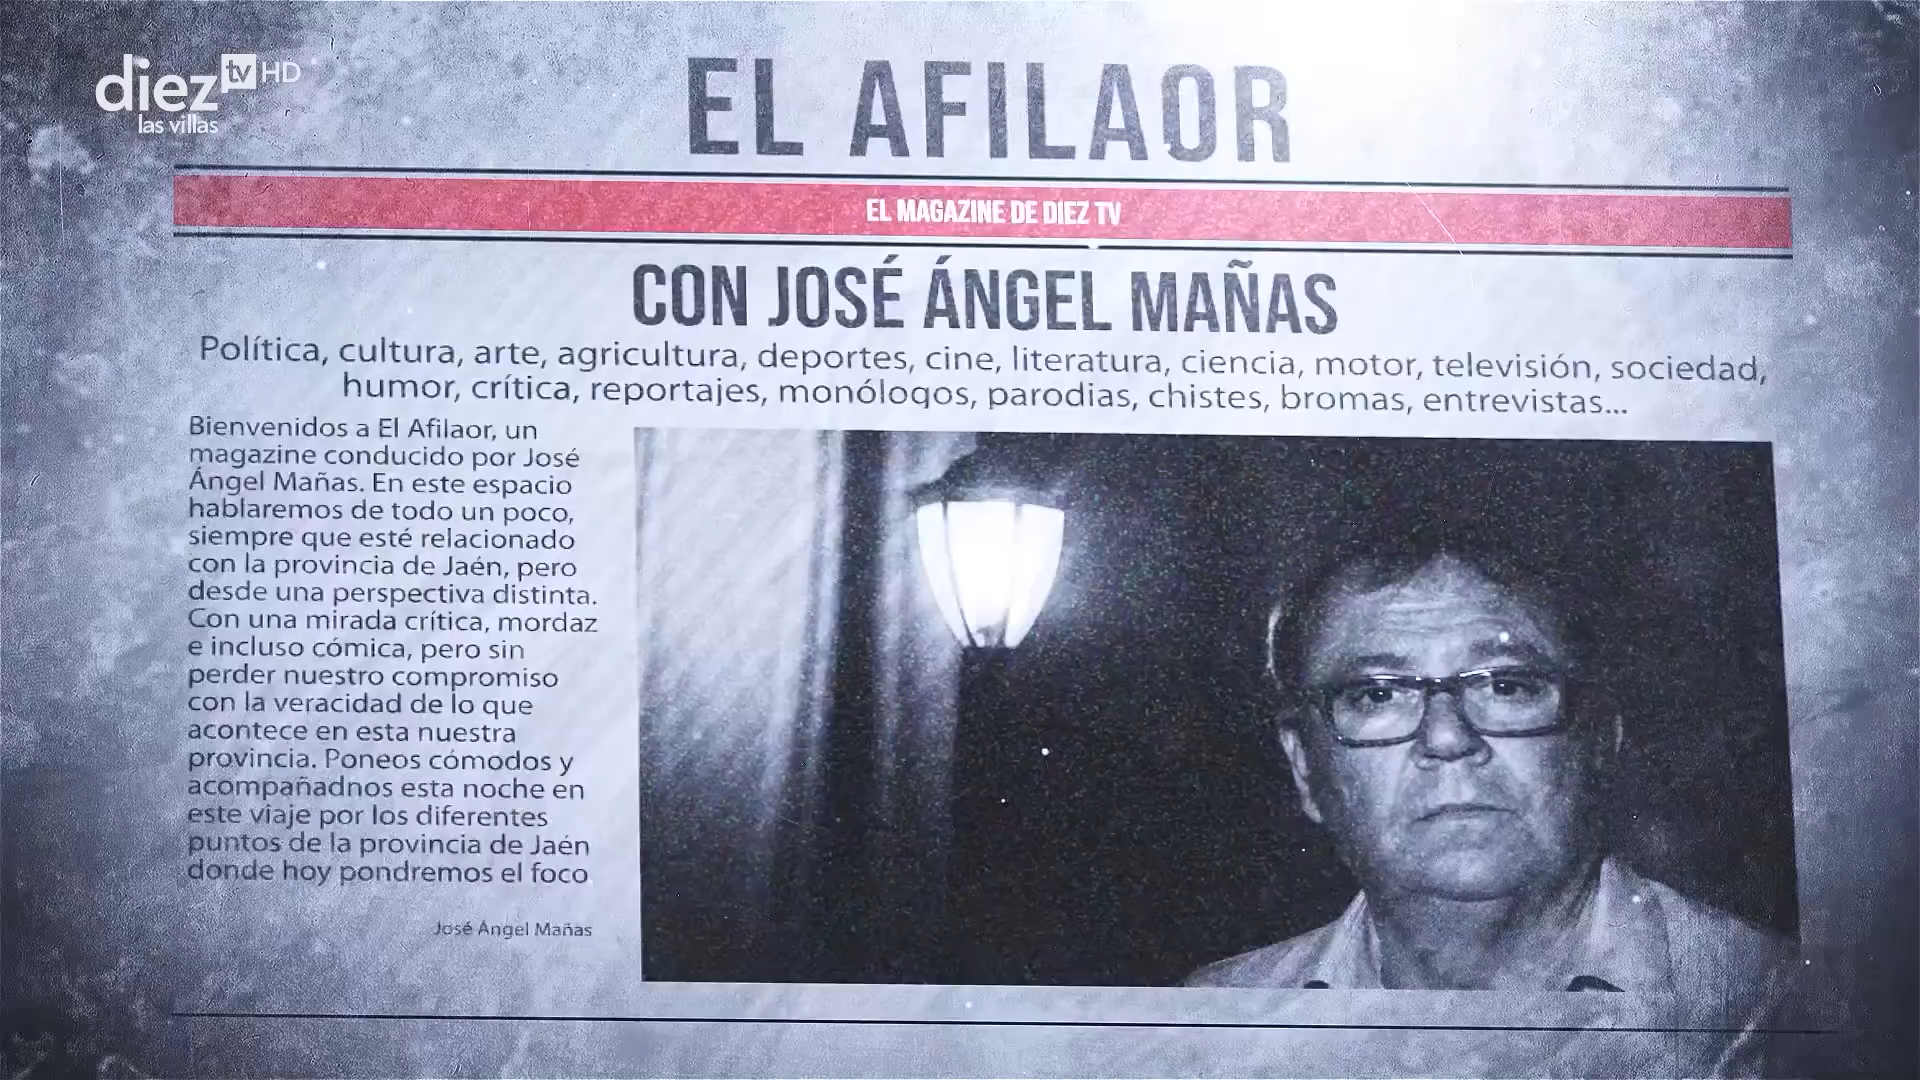 diez tv HD
las villas
EL AFILAOR
EL MAGAZINE DE DIEZ TV
CON JOSÉ ÁNGEL MAÑAS
Política, cultura, arte, agricultura, deportes, cine, literatura, ciencia, motor, televisión, sociedad,
humor, crítica, reportajes, monólogos, parodias, chistes, bromas, entrevistas...
Bienvenidos a El Afilaor, un
magazine conducido por José
Ángel Mañas. En este espacio
hablaremos de todo un poco,
siempre que esté relacionado
con la provincia de Jaén, pero
desde una perspectiva distinta.
Con una mirada crítica, mordaz
e incluso cómica, pero sin
perder nuestro compromiso
con la veracidad de lo que
acontece en esta nuestra
provincia. Poneos cómodos y
acompañadnos esta noche en
este viaje por los diferentes
puntos de la provincia de Jaén
donde hoy pondremos el foco
José Ángel Mañas